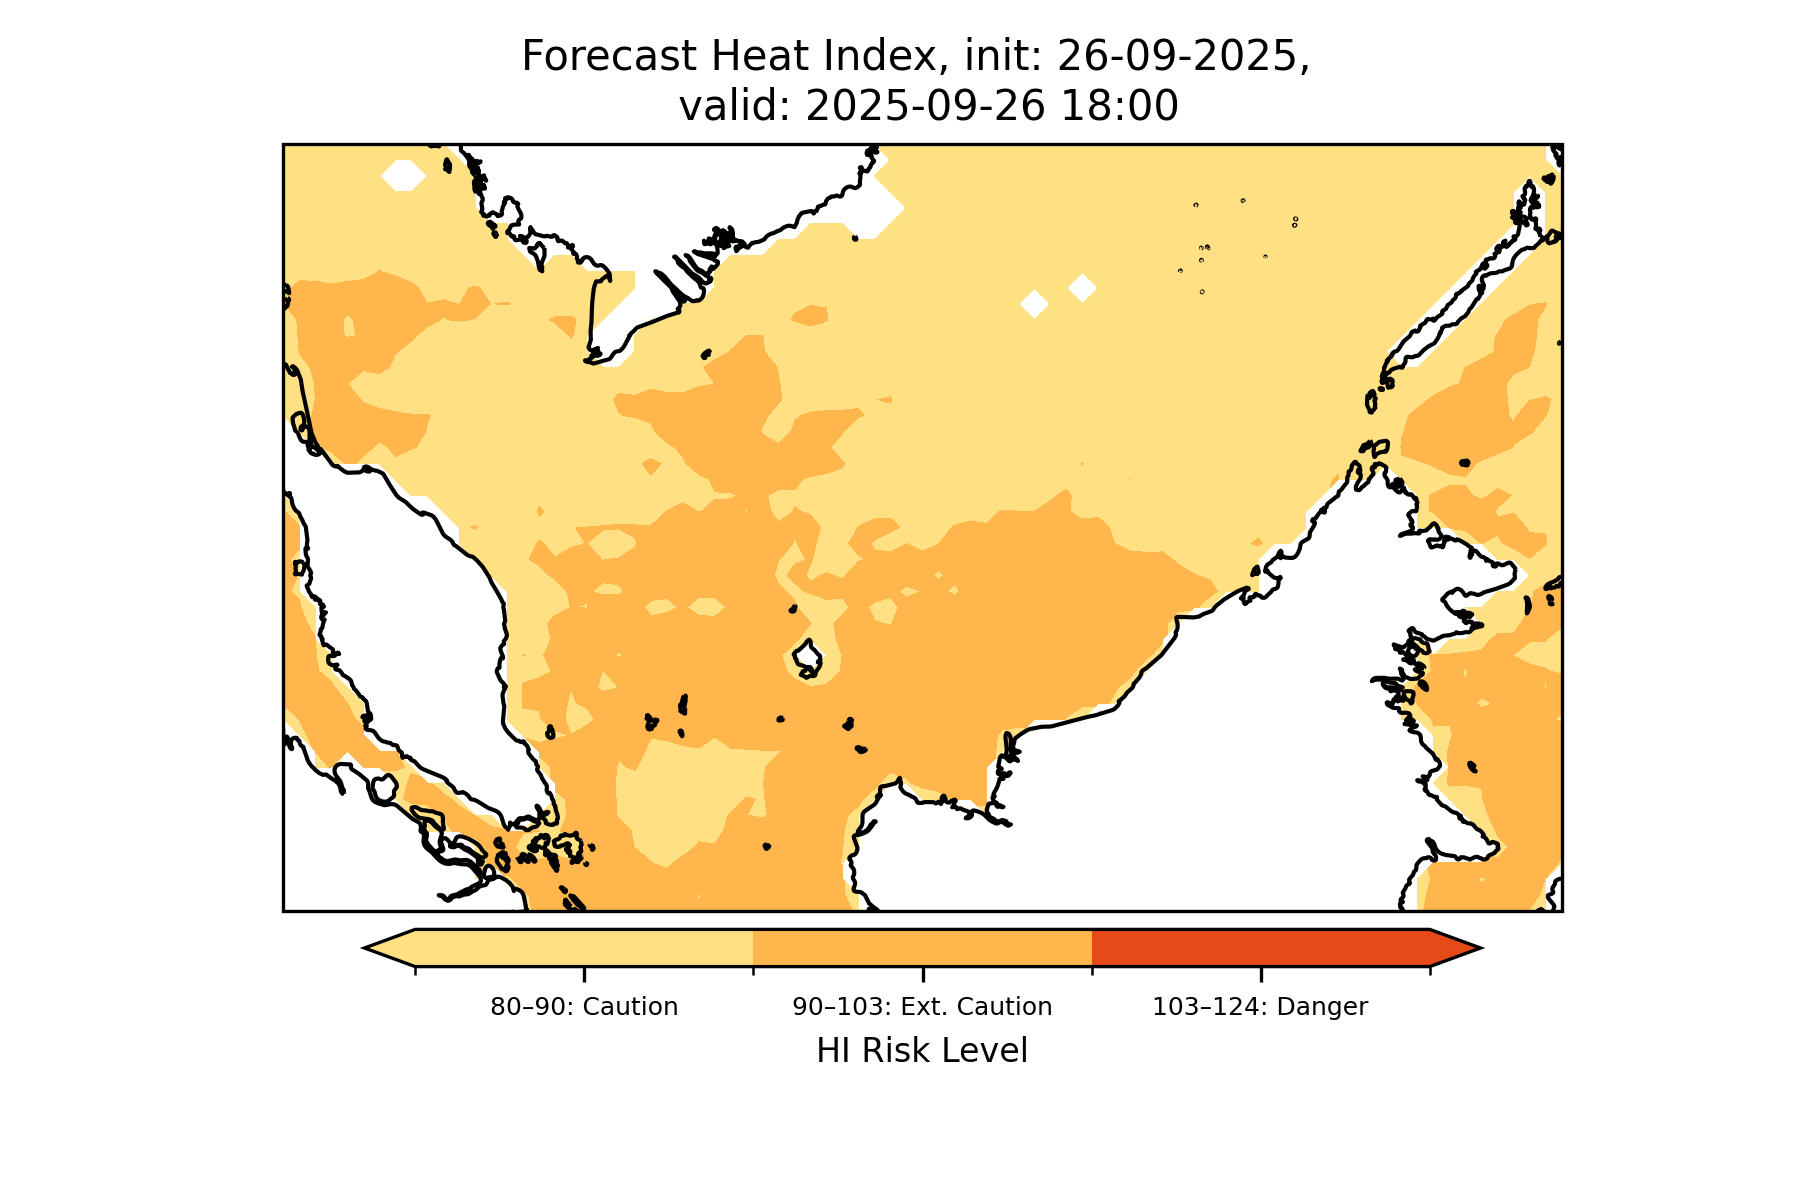 Forecast Heat Index, init: 26-09-2025,
valid: 2025-09-26 18:00
80–90: Caution
90–103: Ext. Caution
103–124: Danger
HI Risk Level